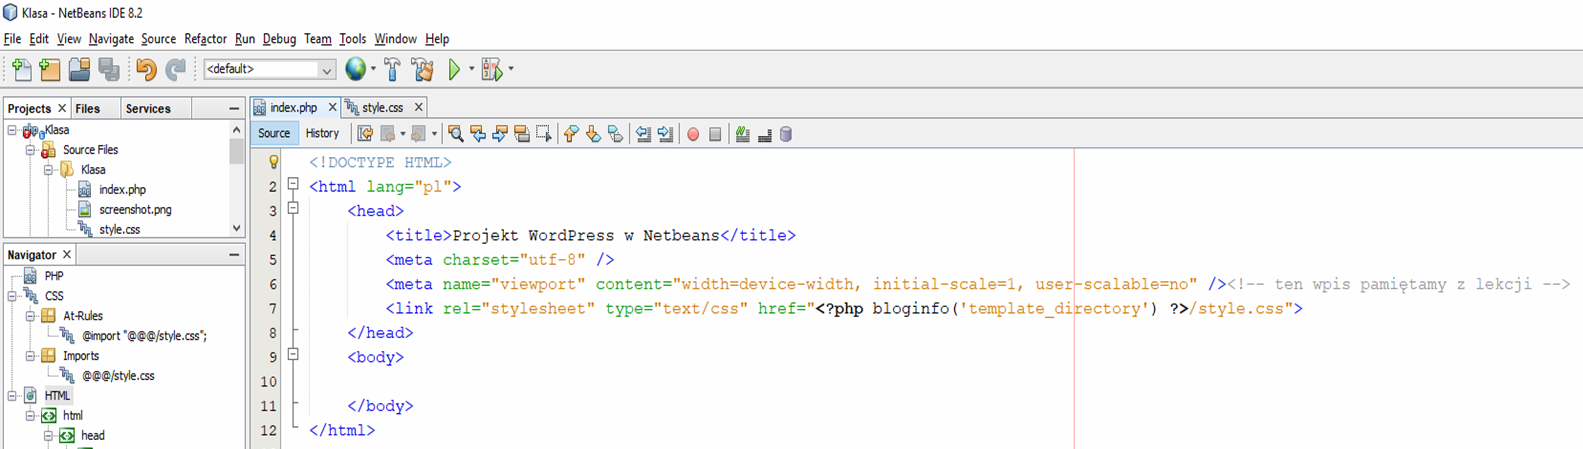 Klasa - NetBeans IDE 8.2
File Edit View Navigate Source Refactor Run Debug Team Tools Window Help
<default>
Projects Files Services
Klasa
Source Files
Klasa
index.php
screenshot.png
style.css
Navigator
PHP
CSS
At-Rules
@import "@@@/style.css";
Imports
@@@/style.css
HTML
html
head
index.php style.css
Source History
<!DOCTYPE HTML>
2 <html lang="pl">
3 <head>
4 <title>Projekt WordPress w Netbeans</title>
5 <meta charset="utf-8" />
6 <meta name="viewport" content="width=device-width, initial-scale=1, user-scalable=no" /><!-- ten wpis pamiętamy z lekcji -->
7 <link rel="stylesheet" type="text/css" href="<?php bloginfo('template_directory') ?>/style.css">
8 </head>
9 <body>
10
11 </body>
12 </html>